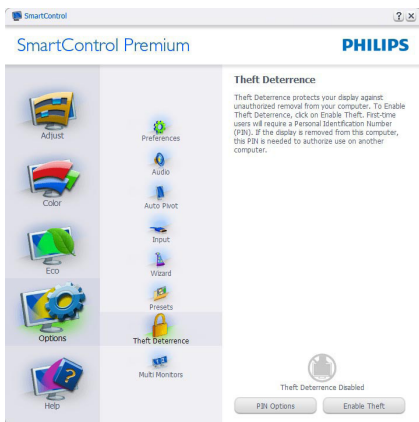 SmartControl
SmartControl Premium
PHILIPS
Adjust
Color
Eco
Options
Help
Preferences
Audio
Auto Pivot
Input
Wizard
Presets
Theft Deterrence
Multi Monitors
Theft Deterrence
Theft Deterrence protects your display against
unauthorized removal from your computer. To Enable
Theft Deterrence, click on Enable Theft. First-time
users will require a Personal Identification Number
(PIN). If the display is removed from this computer,
this PIN is needed to authorize use on another
computer.
Theft Deterrence Disabled
PIN Options
Enable Theft